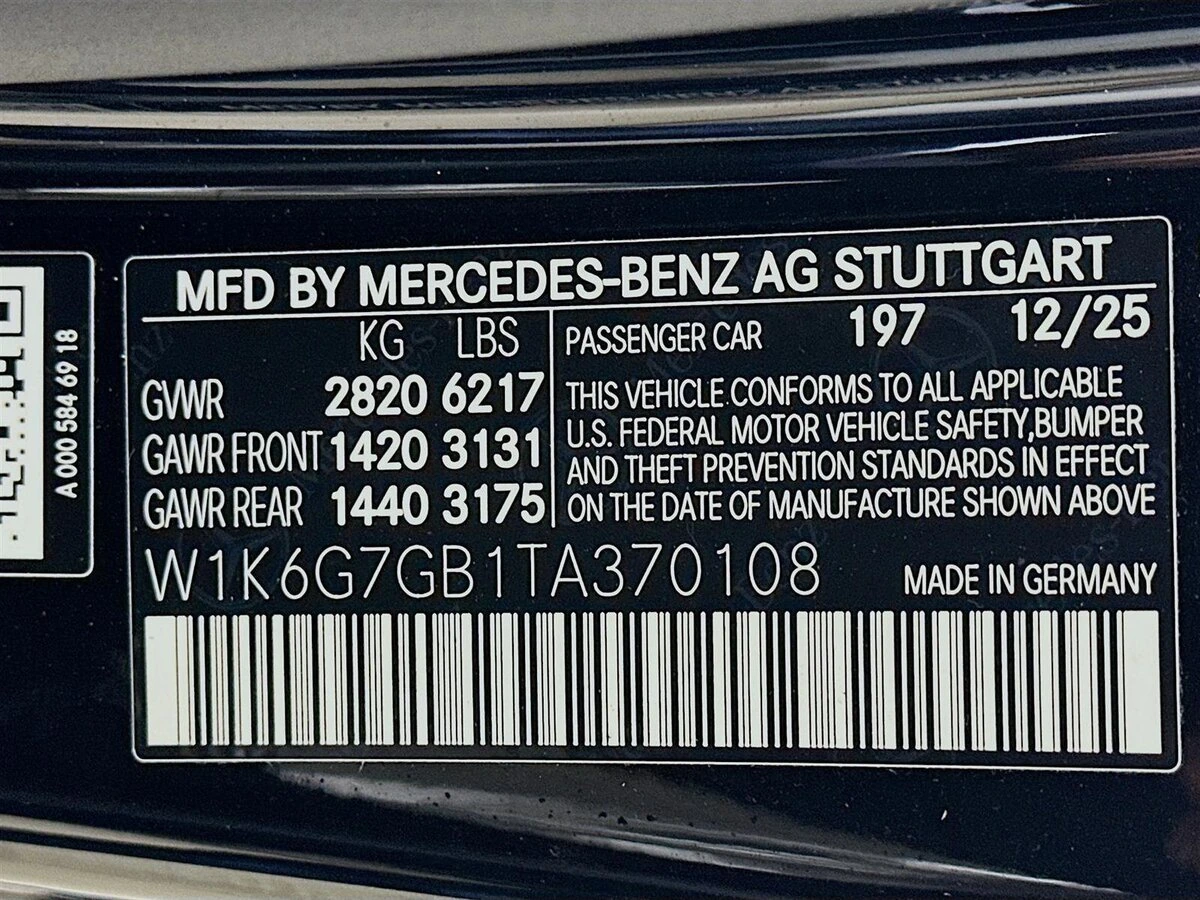 MFD BY MERCEDES-BENZ AG STUTTGART
KG LBS
GVWR 2820 6217
GAWR FRONT 1420 3131
GAWR REAR 1440 3175
PASSENGER CAR 197 12/25
THIS VEHICLE CONFORMS TO ALL APPLICABLE
U.S. FEDERAL MOTOR VEHICLE SAFETY, BUMPER
AND THEFT PREVENTION STANDARDS IN EFFECT
ON THE DATE OF MANUFACTURE SHOWN ABOVE
W1K6G7GB1TA370108
MADE IN GERMANY
A 000 584 69 18